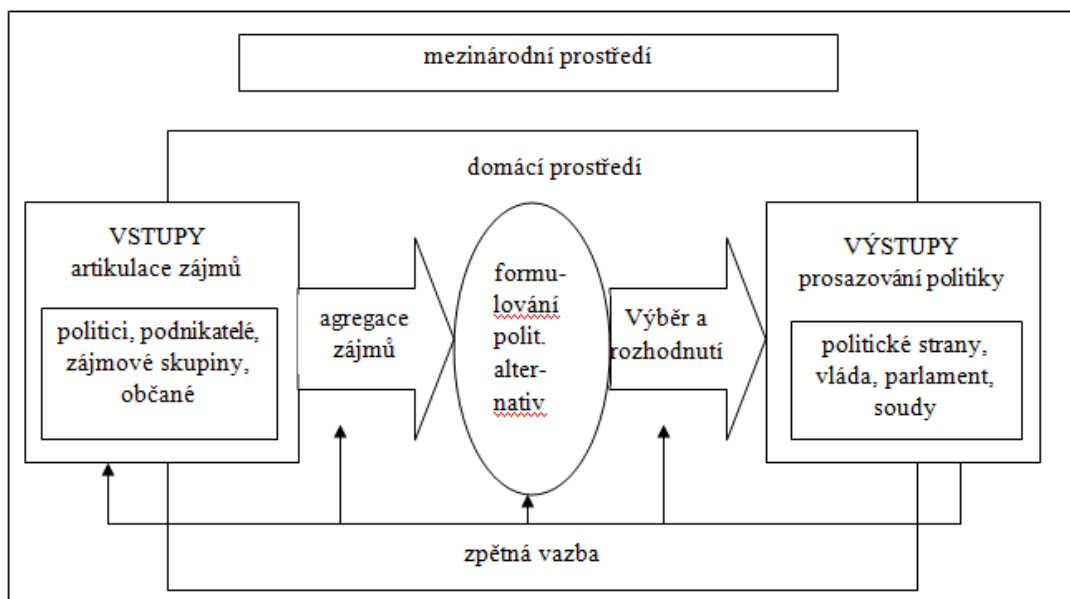 mezinárodní prostředí
domácí prostředí
VSTUPY
artikulace zájmů
politici, podnikatelé,
zájmové skupiny,
občané
agregace
zájmů
formu-
lování
polit.
alter-
nativ
Výběr a
rozhodnutí
VÝSTUPY
prosazování politiky
politické strany,
vláda, parlament,
soudy
zpětná vazba